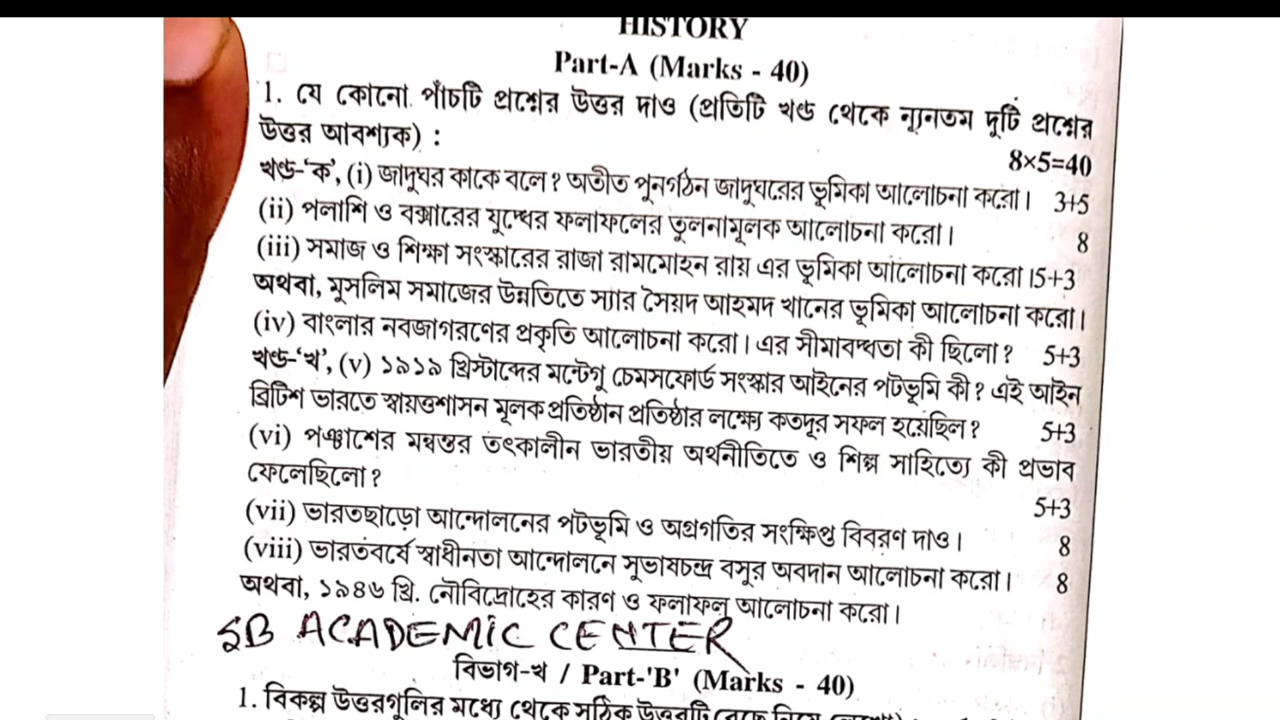 HISTORY
Part-A (Marks - 40)
1. যে কোনো পাঁচটি প্রশ্নের উত্তর দাও (প্রতিটি খণ্ড থেকে ন্যূনতম দুটি প্রশ্নের
উত্তর আবশ্যক) : 8×5=40
খণ্ড-‘ক’, (i) জাদুঘর কাকে বলে? অতীত পুনর্গঠন জাদুঘরের ভূমিকা আলোচনা করো। 3+5
(ii) পলাশি ও বক্সারের যুদ্ধের ফলাফলের তুলনামূলক আলোচনা করো। 8
(iii) সমাজ ও শিক্ষা সংস্কারের রাজা রামমোহন রায় এর ভূমিকা আলোচনা করো।5+3
অথবা, মুসলিম সমাজের উন্নতিতে স্যার সৈয়দ আহমদ খানের ভূমিকা আলোচনা করো।
(iv) বাংলার নবজাগরণের প্রকৃতি আলোচনা করো। এর সীমাবদ্ধতা কী ছিলো? 5+3
খণ্ড-‘খ’, (v) ১৯১৯ খ্রিস্টাব্দের মন্টেগু চেমসফোর্ড সংস্কার আইনের পটভূমি কী? এই আইন
ব্রিটিশ ভারতে স্বায়ত্তশাসন মূলক প্রতিষ্ঠান প্রতিষ্ঠার লক্ষ্যে কতদূর সফল হয়েছিল? 5+3
(vi) পঞ্চাশের মন্বন্তর তৎকালীন ভারতীয় অর্থনীতিতে ও শিল্প সাহিত্যে কী প্রভাব
ফেলেছিলো? 5+3
(vii) ভারতছাড়ো আন্দোলনের পটভূমি ও অগ্রগতির সংক্ষিপ্ত বিবরণ দাও। 8
(viii) ভারতবর্ষে স্বাধীনতা আন্দোলনে সুভাষচন্দ্র বসুর অবদান আলোচনা করো। 8
অথবা, ১৯৪৬ খ্রি. নৌবিদ্রোহের কারণ ও ফলাফল আলোচনা করো।
SB ACADEMIC CENTER
বিভাগ-খ / Part-'B' (Marks - 40)
1. বিকল্প উত্তরগুলির মধ্যে থেকে সঠিক উত্তরটি বেছে নিয়ে লেখো)